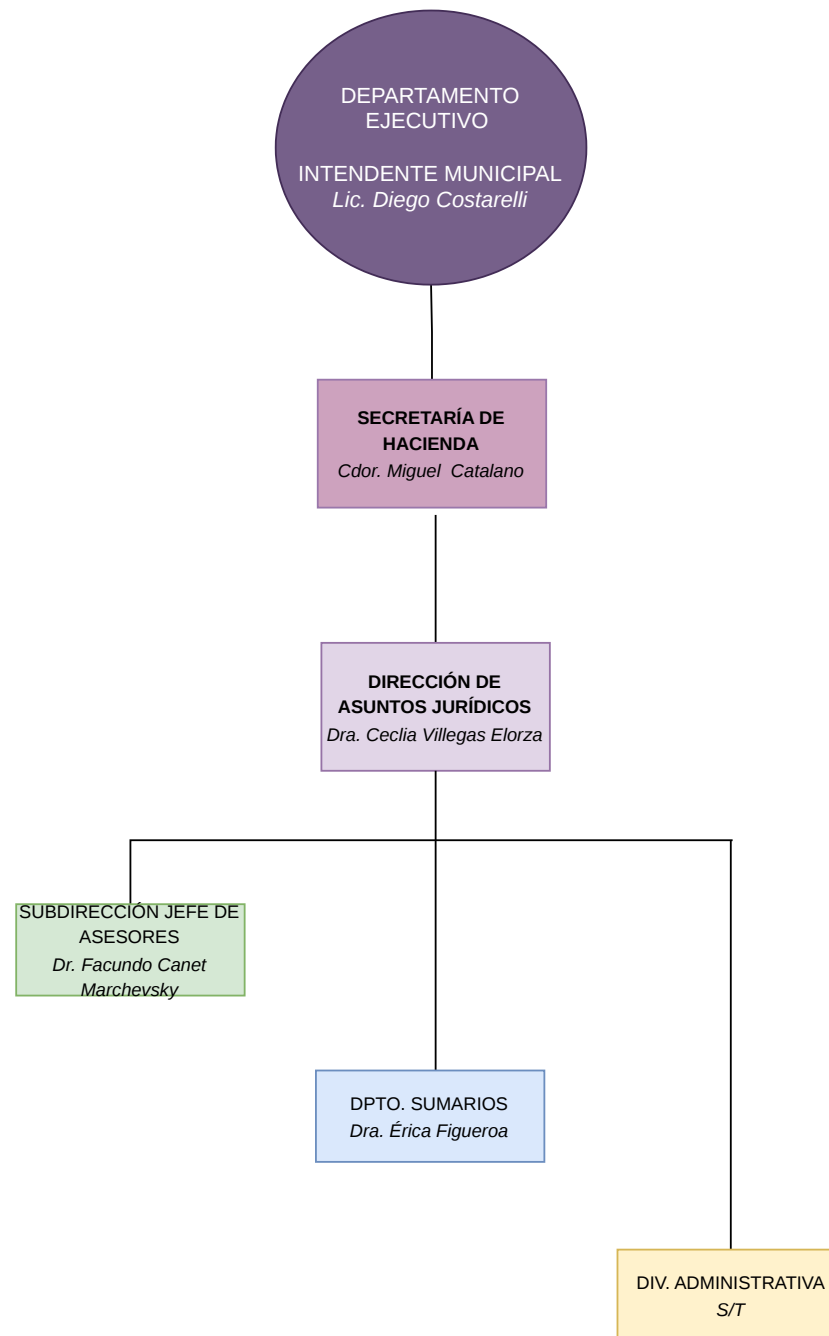 DEPARTAMENTO
EJECUTIVO
INTENDENTE MUNICIPAL
Lic. Diego Costarelli
SECRETARÍA DE
HACIENDA
Cdor. Miguel  Catalano
DIRECCIÓN DE
ASUNTOS JURÍDICOS
Dra. Ceclia Villegas Elorza
SUBDIRECCIÓN JEFE DE
ASESORES
Dr. Facundo Canet
Marchevsky
DPTO. SUMARIOS
Dra. Érica Figueroa
DIV. ADMINISTRATIVA
S/T